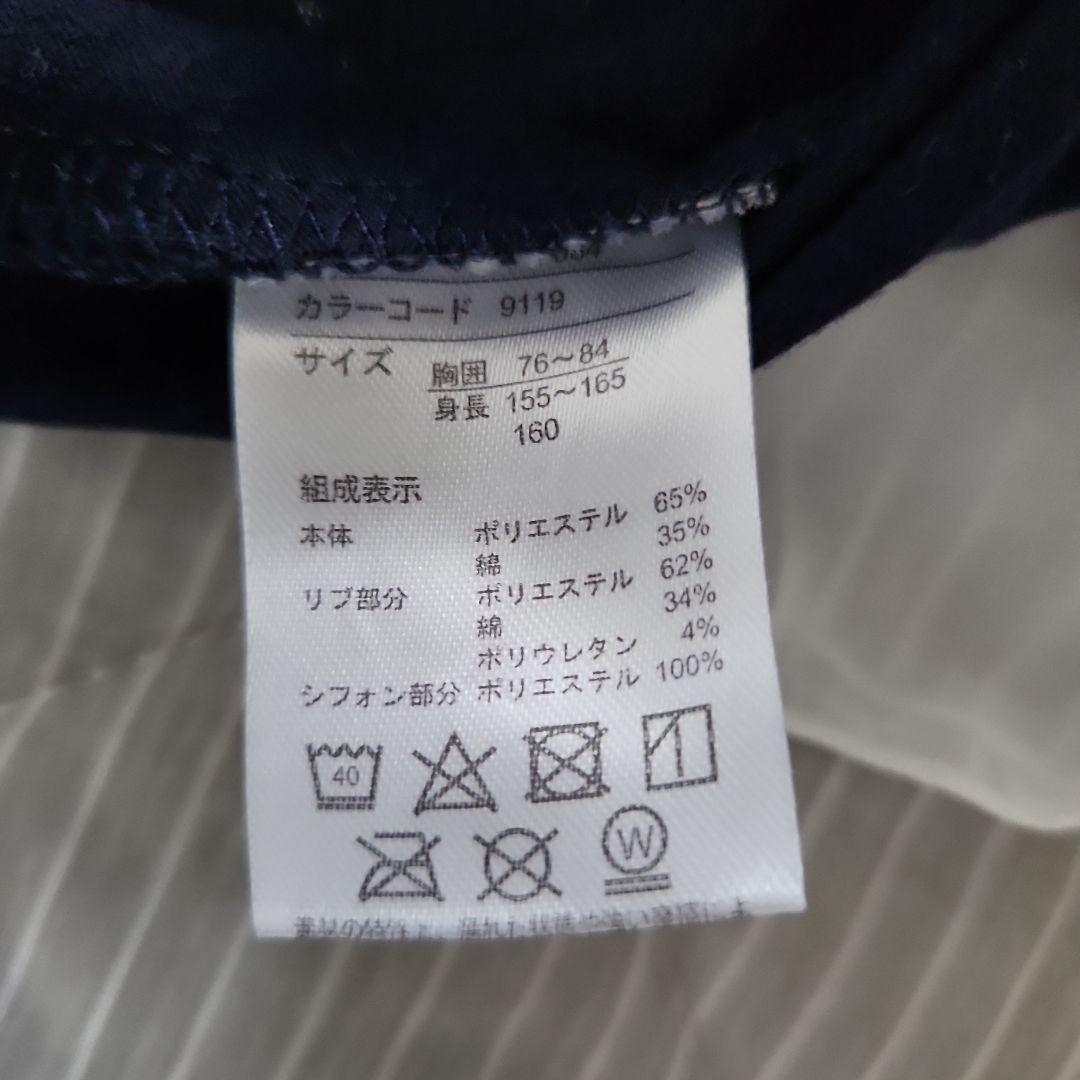 カラーコード 9119
サイズ 胸囲 76～84
身長 155～165
160
組成表示
本体 ポリエステル 65%
綿 35%
リブ部分 ポリエステル 62%
綿 34%
ポリウレタン 4%
シフォン部分 ポリエステル 100%
40
W